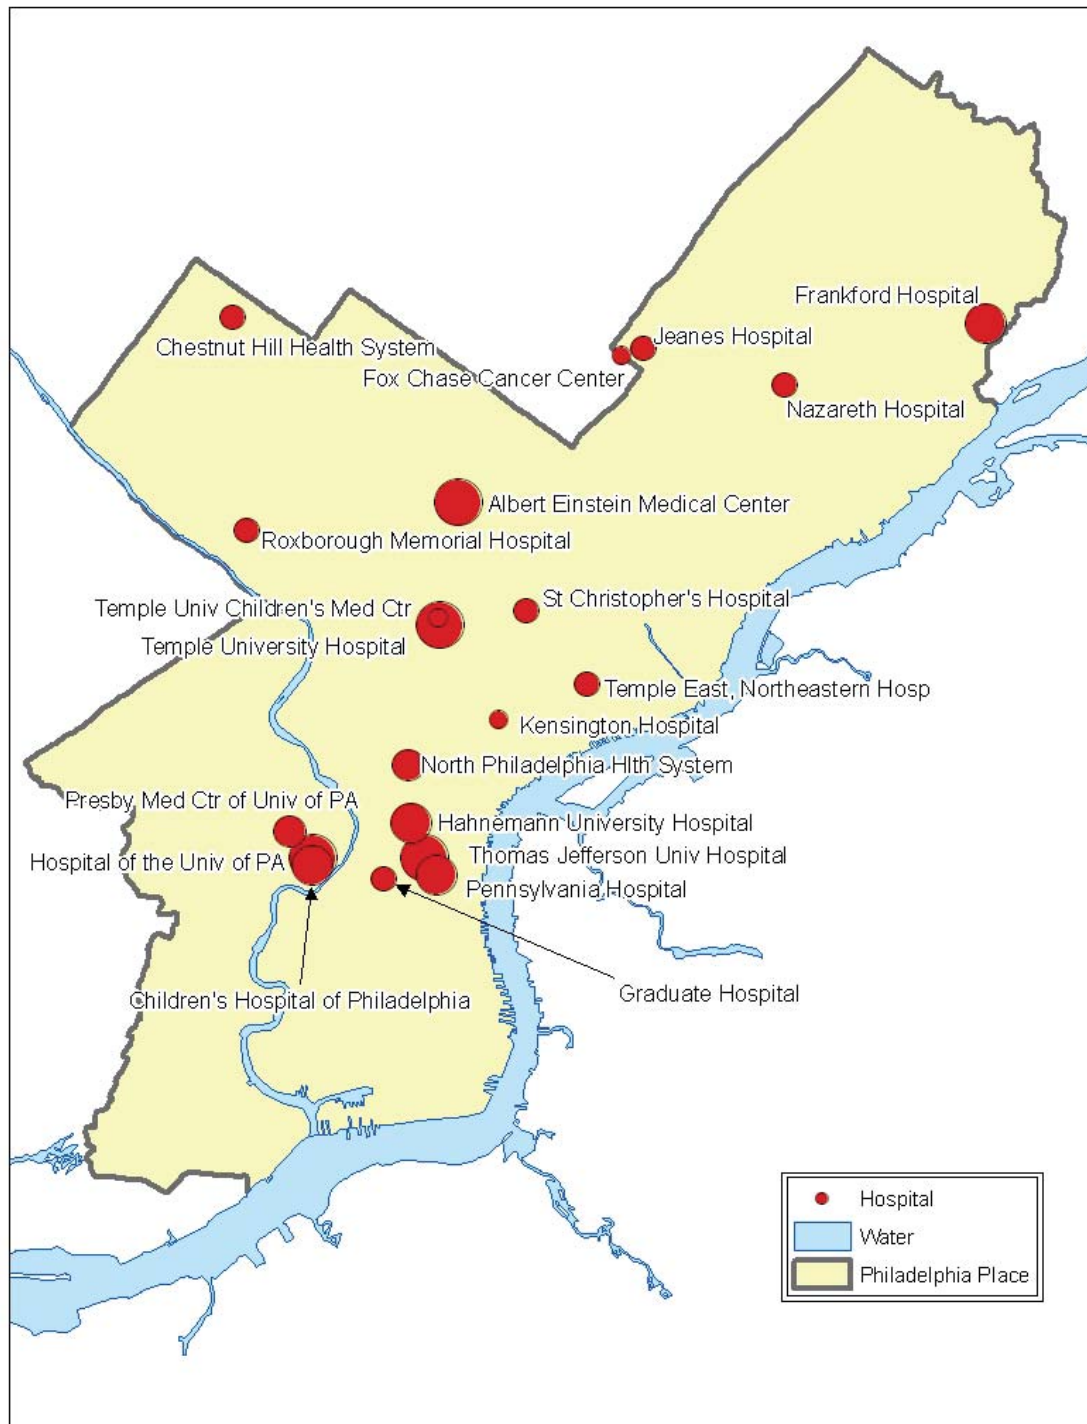 Frankford Hospital
Jeanes Hospital
Chestnut Hill Health System
Fox Chase Cancer Center
Nazareth Hospital
Albert Einstein Medical Center
Roxborough Memorial Hospital
St Christopher's Hospital
Temple Univ Children's Med Ctr
Temple University Hospital
Temple East, Northeastern Hosp
Kensington Hospital
North Philadelphia Hlth System
Presby Med Ctr of Univ of PA
Hahnemann University Hospital
Hospital of the Univ of PA
Thomas Jefferson Univ Hospital
Pennsylvania Hospital
Graduate Hospital
Children's Hospital of Philadelphia
Hospital
Water
Philadelphia Place